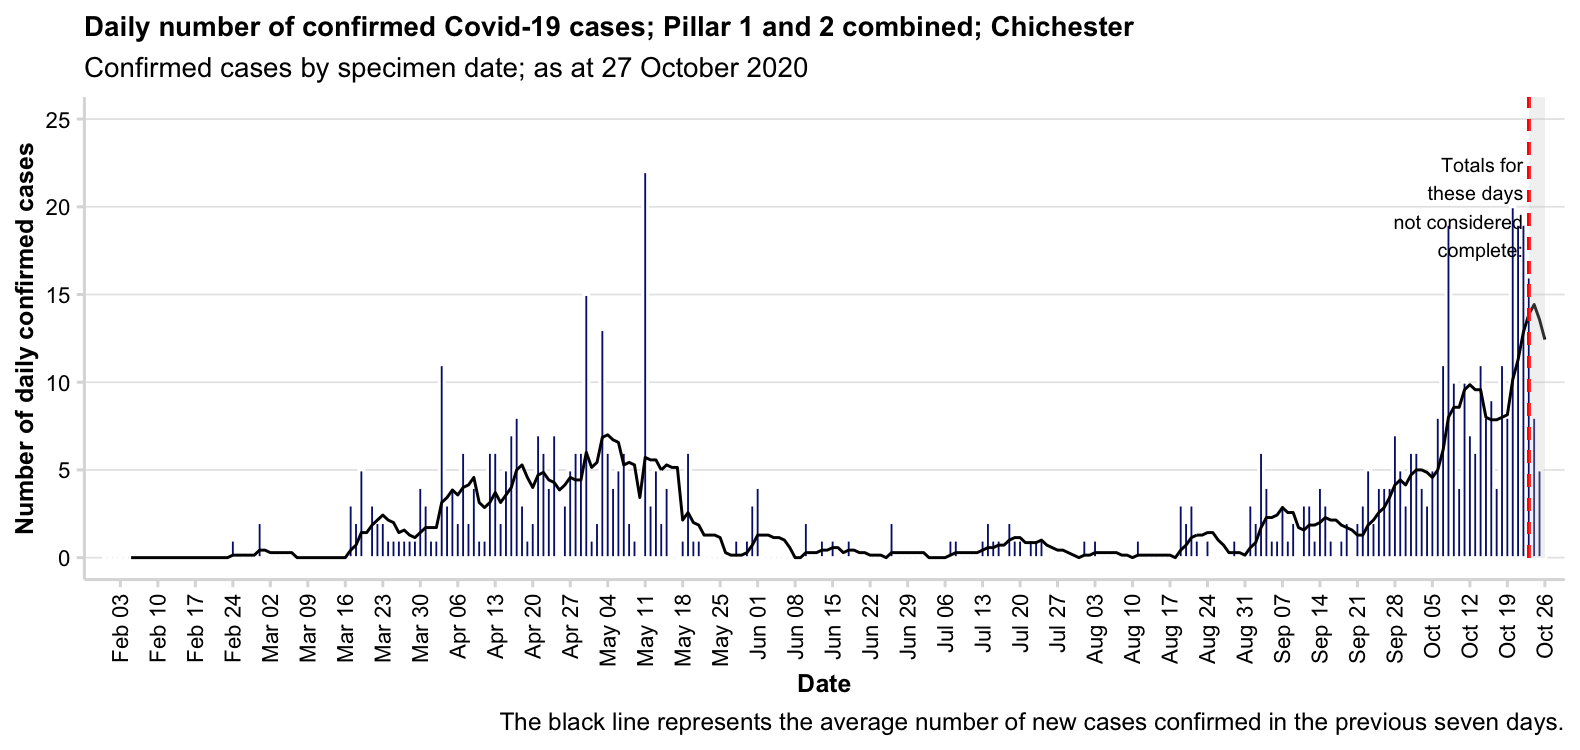 Daily number of confirmed Covid-19 cases; Pillar 1 and 2 combined; Chichester
Confirmed cases by specimen date; as at 27 October 2020
Number of daily confirmed cases
25
20
15
10
5
0
Totals for
these days
not considered
complete:
Feb 03
Feb 10
Feb 17
Feb 24
Mar 02
Mar 09
Mar 16
Mar 23
Mar 30
Apr 06
Apr 13
Apr 20
Apr 27
May 04
May 11
May 18
May 25
Jun 01
Jun 08
Jun 15
Jun 22
Jun 29
Jul 06
Jul 13
Jul 20
Jul 27
Aug 03
Aug 10
Aug 17
Aug 24
Aug 31
Sep 07
Sep 14
Sep 21
Sep 28
Oct 05
Oct 12
Oct 19
Oct 26
Date
The black line represents the average number of new cases confirmed in the previous seven days.